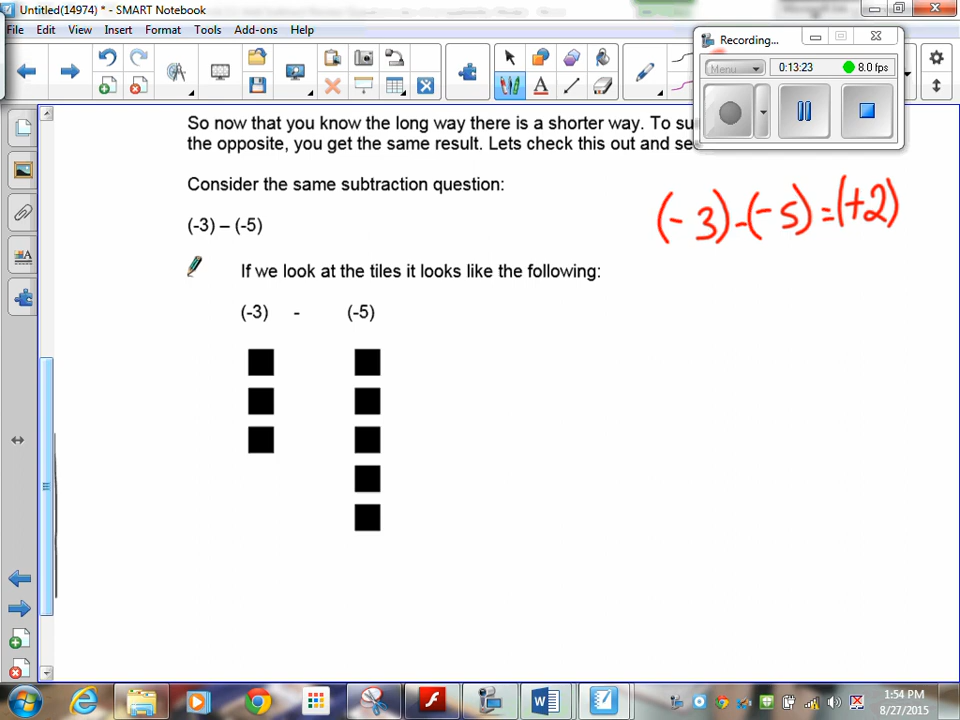 Untitled(14974) * - SMART Notebook
File Edit View Insert Format Tools Add-ons Help
Recording...
Menu 0:13:23 8.0 fps
So now that you know the long way there is a shorter way. To
the opposite, you get the same result. Lets check this out and
Consider the same subtraction question:
(-3) – (-5)
(-3)-(-5)=(+2)
If we look at the tiles it looks like the following:
(-3) - (-5)
1:54 PM
8/27/2015